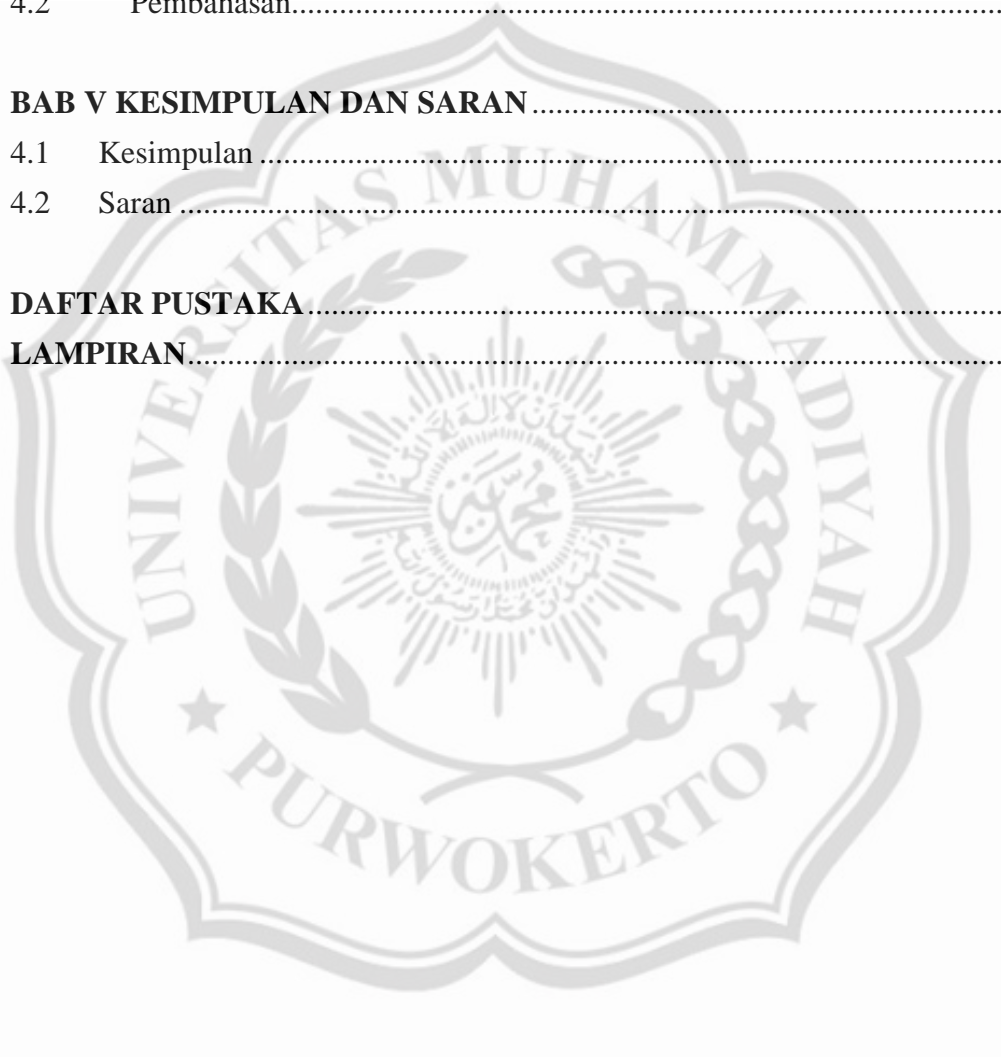 4.2 Pembahasan................................................................................................
BAB V KESIMPULAN DAN SARAN................................................................
4.1 Kesimpulan................................................................................................
4.2 Saran................................................................................................
DAFTAR PUSTAKA................................................................................
LAMPIRAN................................................................................................
UNIVERSITAS MUHAMMADIYAH
PURWOKERTO